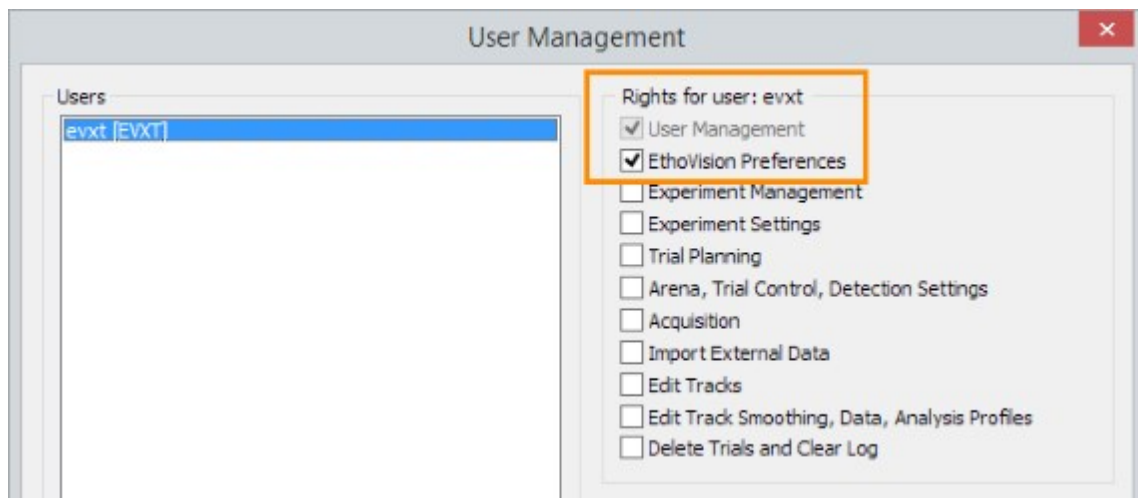 User Management
Users
evxt [EVXT]
Rights for user: evxt
User Management
EthoVision Preferences
Experiment Management
Experiment Settings
Trial Planning
Arena, Trial Control, Detection Settings
Acquisition
Import External Data
Edit Tracks
Edit Track Smoothing, Data, Analysis Profiles
Delete Trials and Clear Log